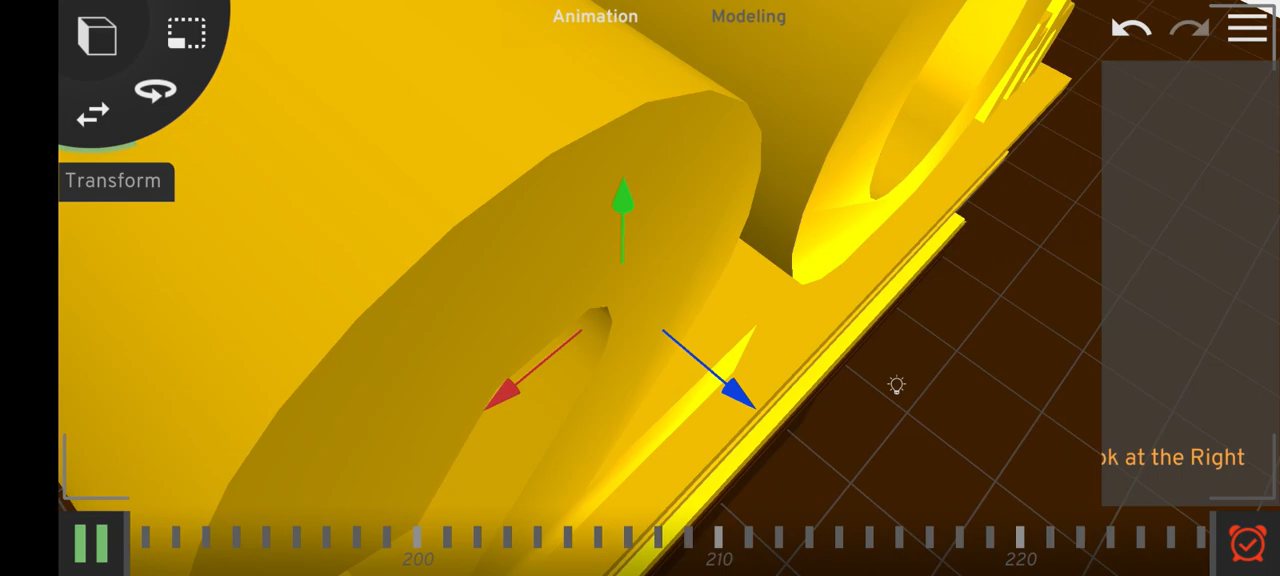 Animation Modeling
Transform
at the Right
200 210 220